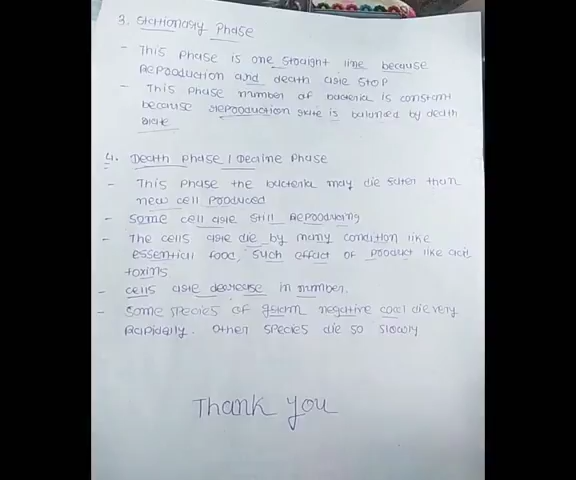 3. Stationary Phase
- This Phase is one straight line because
Reproduction and death are stop
- This Phase number of bacteria is constant
because reproduction rate is balanced by death
rate
4. Death Phase / Decline Phase
- This Phase the bacteria may die than
new cell produced
- Some cell are still Reproducing
- The cells are die by many condition like
essential food, such effect of product like acid,
toxins
- cells are decrease in number.
- some species of gram negative cocci die very
Rapidally. other species die so slowly
Thank you